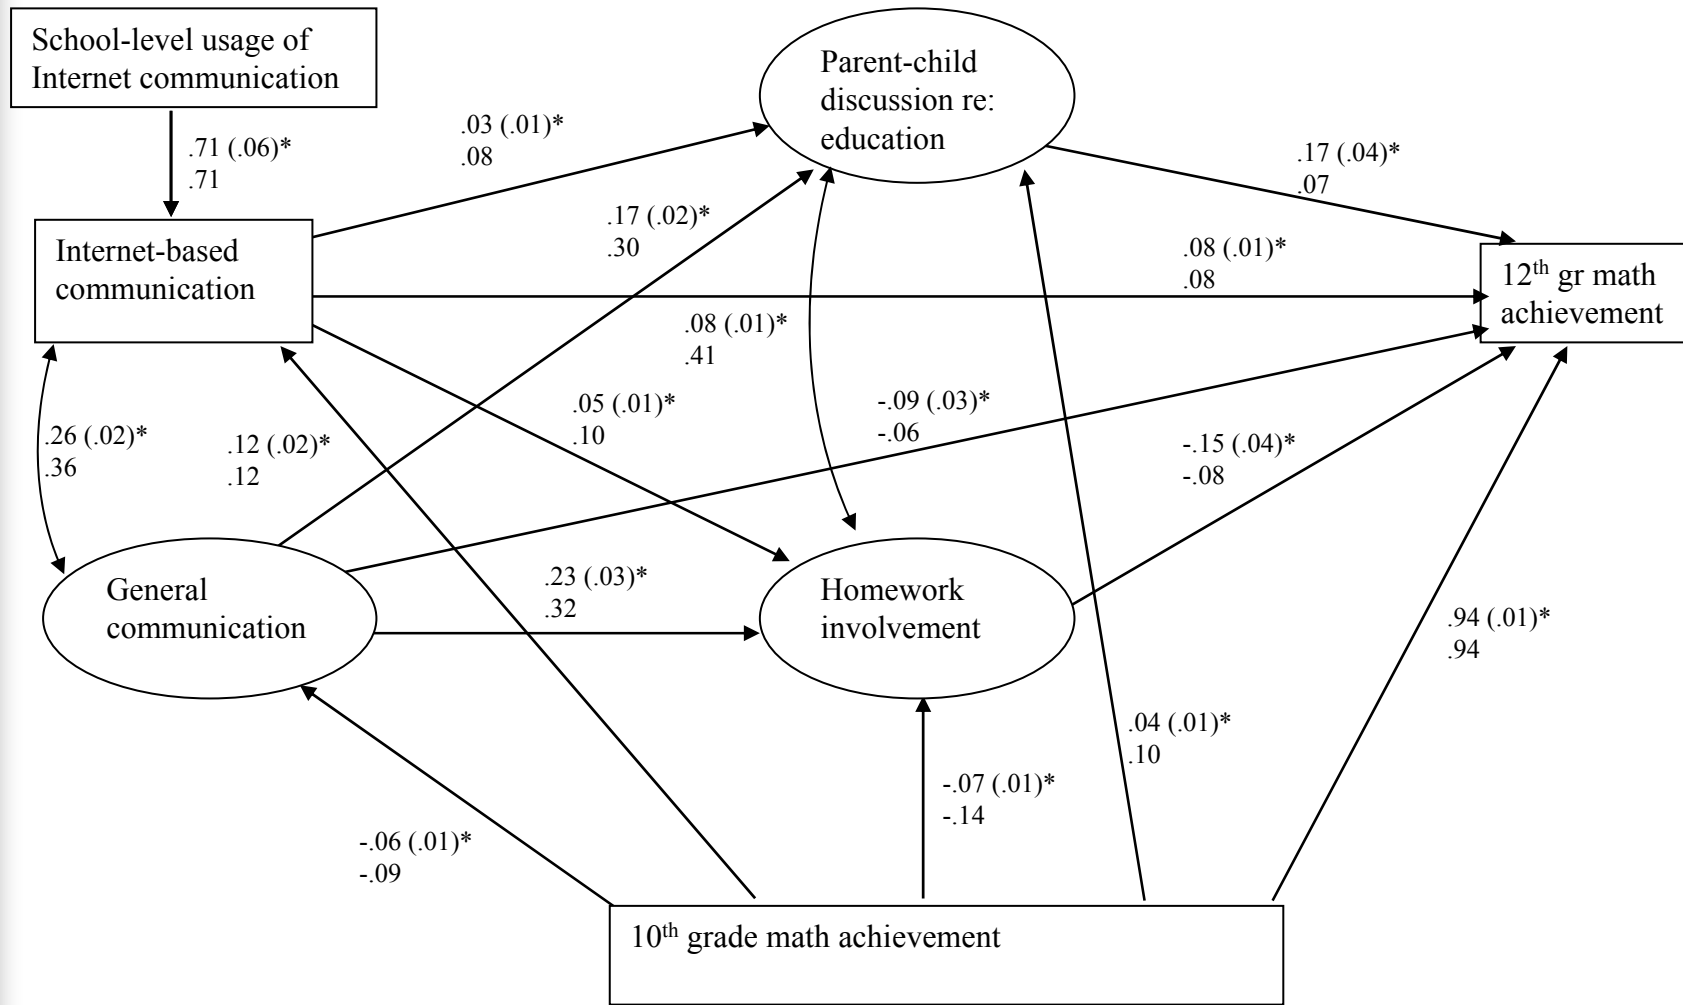 School-level usage of
Internet communication
.71 (.06)*
.71
.03 (.01)*
.08
Parent-child
discussion re:
education
.17 (.04)*
.07
Internet-based
communication
.17 (.02)*
.30
.08 (.01)*
.08
12th gr math
achievement
.08 (.01)*
.41
.26 (.02)*
.36
.12 (.02)*
.12
.05 (.01)*
.10
-.09 (.03)*
-.06
-.15 (.04)*
-.08
General
communication
.23 (.03)*
.32
Homework
involvement
.94 (.01)*
.94
.04 (.01)*
.10
-.07 (.01)*
-.14
-.06 (.01)*
-.09
10th grade math achievement